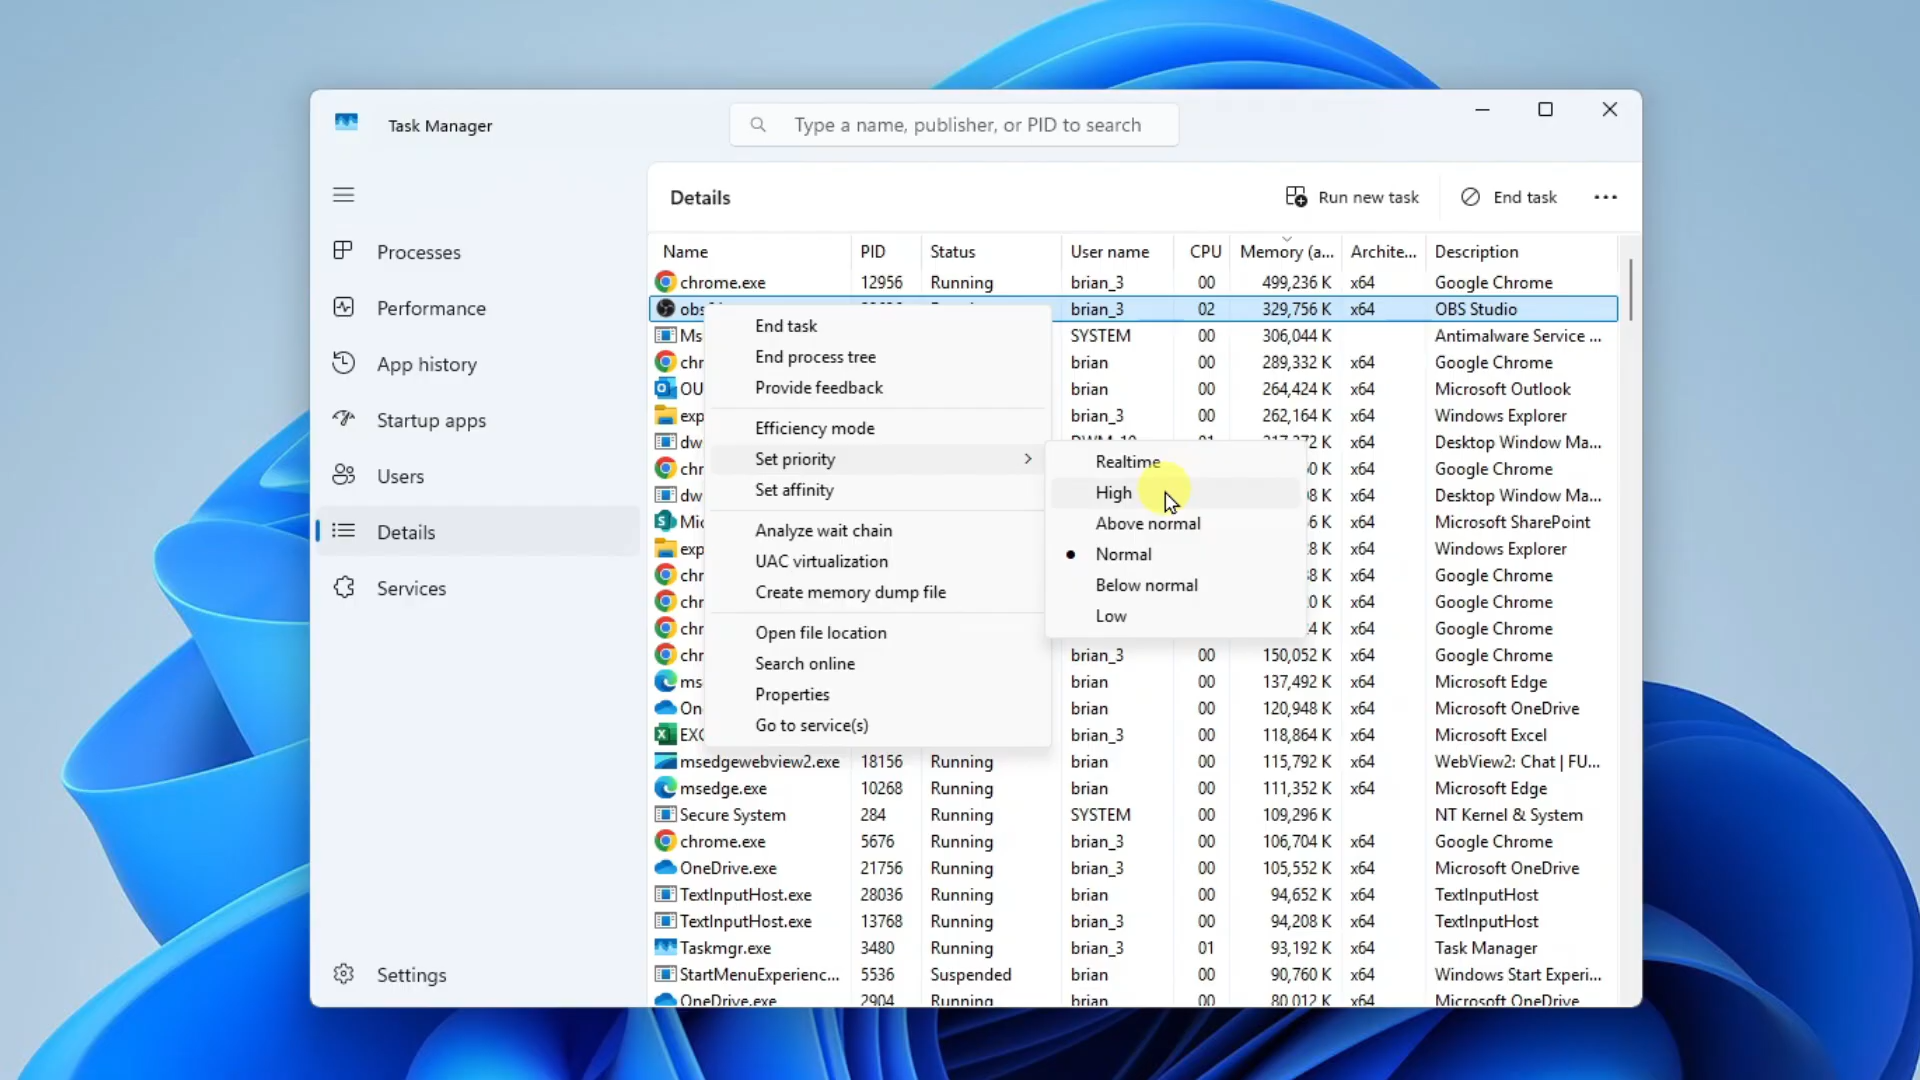 Task Manager
Type a name, publisher, or PID to search
Processes
Performance
App history
Startup apps
Users
Details
Services
Settings
Details
Run new task
End task
Name PID Status User name CPU Memory (a... Archite... Description
chrome.exe 12956 Running brian_3 00 499,236 K x64 Google Chrome
obs brian_3 02 329,756 K x64 OBS Studio
Ms SYSTEM 00 306,044 K Antimalware Service ...
chr brian 00 289,332 K x64 Google Chrome
OU brian 00 264,424 K x64 Microsoft Outlook
exp brian_3 00 262,164 K x64 Windows Explorer
dw x64 Desktop Window Ma...
chr 0 K x64 Google Chrome
dw 8 K x64 Desktop Window Ma...
Mic 6 K x64 Microsoft SharePoint
exp 8 K x64 Windows Explorer
chr 8 K x64 Google Chrome
chr 0 K x64 Google Chrome
chr 4 K x64 Google Chrome
chr brian_3 00 150,052 K x64 Google Chrome
ms brian 00 137,492 K x64 Microsoft Edge
On brian 00 120,948 K x64 Microsoft OneDrive
EXC brian_3 00 118,864 K x64 Microsoft Excel
msedgewebview2.exe 18156 Running brian 00 115,792 K x64 WebView2: Chat | FU...
msedge.exe 10268 Running brian 00 111,352 K x64 Microsoft Edge
Secure System 284 Running SYSTEM 00 109,296 K NT Kernel & System
chrome.exe 5676 Running brian_3 00 106,704 K x64 Google Chrome
OneDrive.exe 21756 Running brian_3 00 105,552 K x64 Microsoft OneDrive
TextInputHost.exe 28036 Running brian 00 94,652 K x64 TextInputHost
TextInputHost.exe 13768 Running brian_3 00 94,208 K x64 TextInputHost
Taskmgr.exe 3480 Running brian_3 01 93,192 K x64 Task Manager
StartMenuExperienc... 5536 Suspended brian 00 90,760 K x64 Windows Start Experi...
OneDrive.exe 2904 Running brian 00 80,012 K x64 Microsoft OneDrive
End task
End process tree
Provide feedback
Efficiency mode
Set priority
Set affinity
Analyze wait chain
UAC virtualization
Create memory dump file
Open file location
Search online
Properties
Go to service(s)
Realtime
High
Above normal
Normal
Below normal
Low